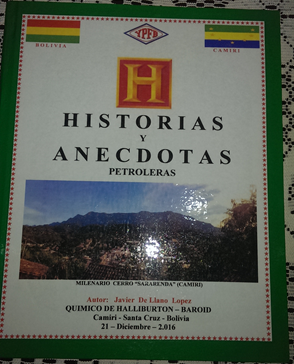 YPFB
BOLIVIA
CAMIRI
H
HISTORIAS
Y
ANECDOTAS
PETROLERAS
MILENARIO CERRO "SARARENDA" (CAMIRI)
Autor: Javier De Llano Lopez
QUIMICO DE HALLIBURTON – BAROID
Camiri - Santa Cruz - Bolivia
21 – Diciembre – 2.016